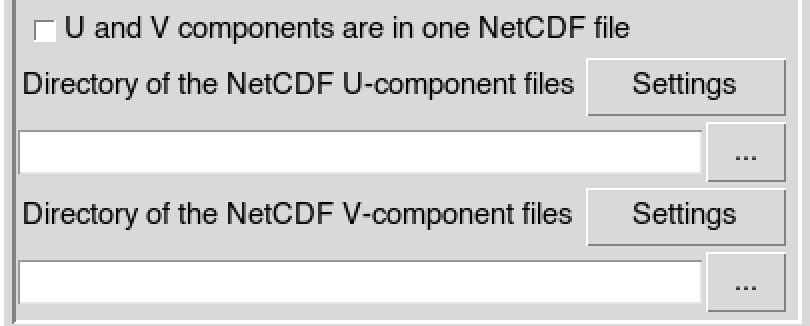 U and V components are in one NetCDF file
Directory of the NetCDF U-component files Settings
...
Directory of the NetCDF V-component files Settings
...